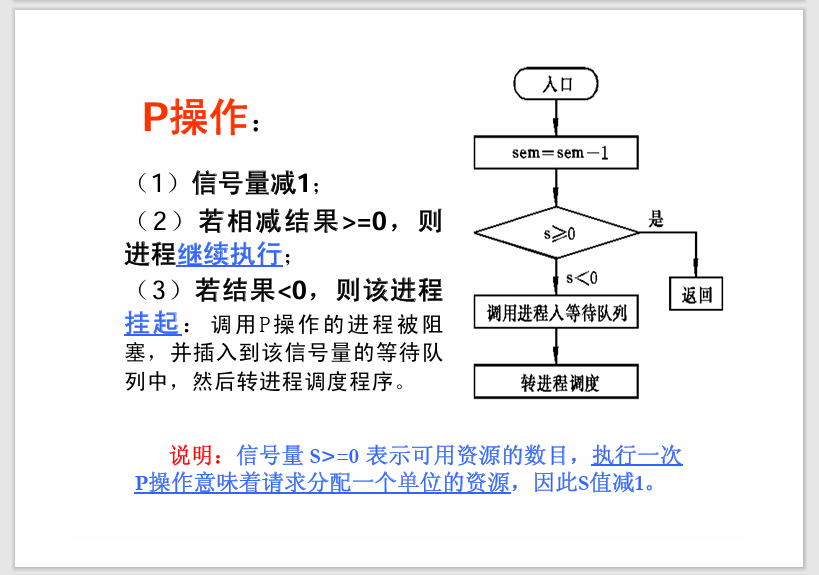 P操作：
（1）信号量减1；
（2）若相减结果>=0，则
进程继续执行；
（3）若结果<0，则该进程
挂起：调用P操作的进程被阻
塞，并插入到该信号量的等待队
列中，然后转进程调度程序。
入口
sem=sem-1
s≥0
是
s<0
返回
调用进程入等待队列
转进程调度
说明：信号量 S>=0 表示可用资源的数目，执行一次
P操作意味着请求分配一个单位的资源，因此S值减1。